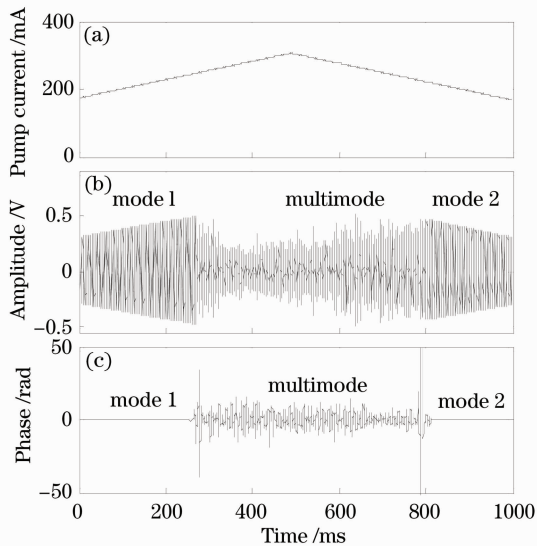 (a)
Pump current /mA
400
200
0
(b)
mode 1
multimode
mode 2
Amplitude /V
0.5
0
-0.5
(c)
mode 1
multimode
mode 2
Phase /rad
50
0
-50
0 200 400 600 800 1000
Time /ms